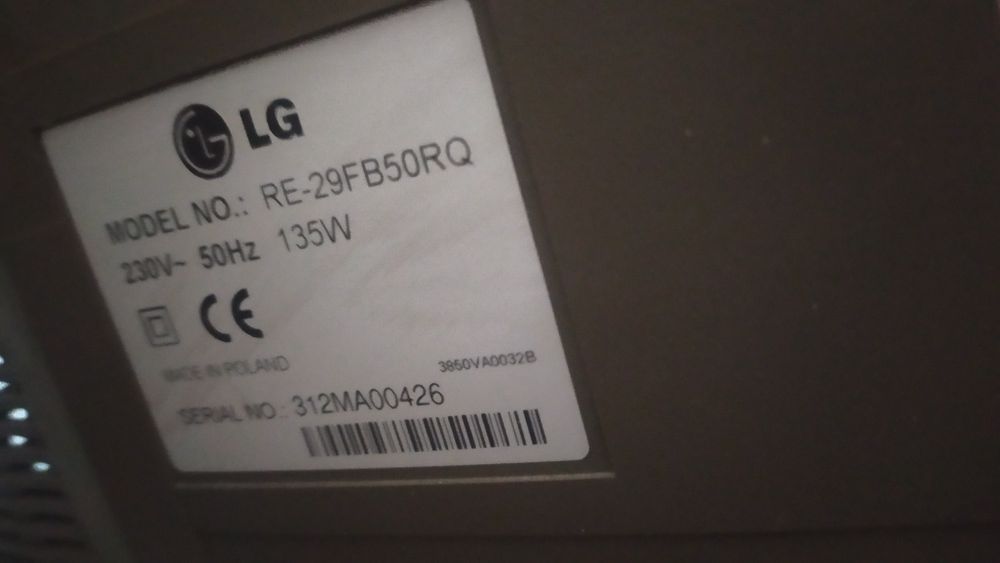 LG
MODEL NO.: RE-29FB50RQ
230V~ 50Hz 135W
CE
MADE IN POLAND
3850VA0032B
SERIAL NO.: 312MA00426